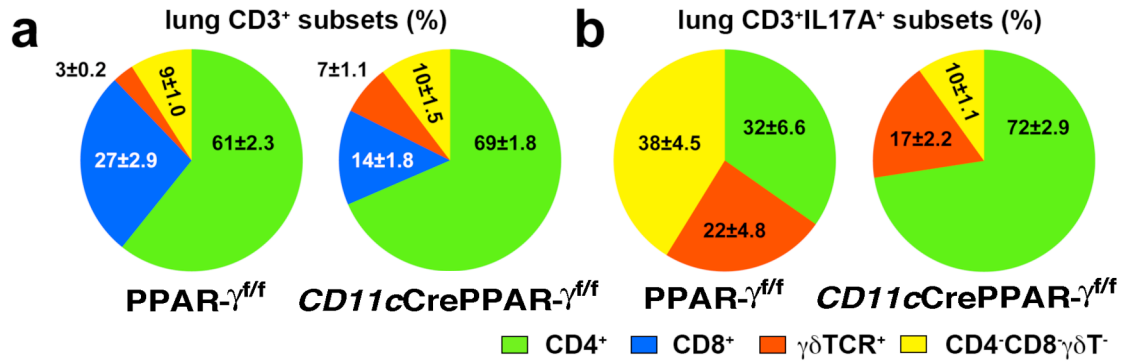 a lung CD3⁺ subsets (%)
3±0.2
9±1.0
27±2.9
61±2.3
PPAR-γᶠ/ᶠ
7±1.1
10±1.5
14±1.8
69±1.8
CD11cCrePPAR-γᶠ/ᶠ
b lung CD3⁺IL17A⁺ subsets (%)
38±4.5
32±6.6
22±4.8
PPAR-γᶠ/ᶠ
10±1.1
17±2.2
72±2.9
CD11cCrePPAR-γᶠ/ᶠ
CD4⁺ CD8⁺ γδTCR⁺ CD4⁻CD8⁻γδT⁻